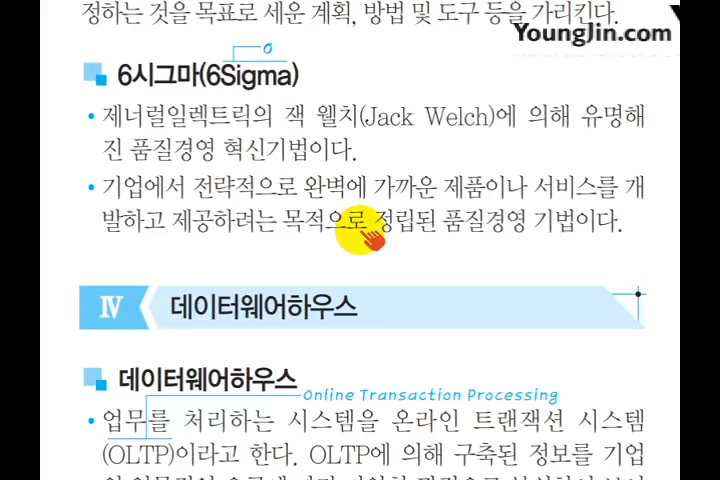 정하는 것을 목표로 세운 계획, 방법 및 도구 등을 가리킨다.
YoungJin.com
σ
6시그마(6Sigma)
• 제너럴일렉트릭의 잭 웰치(Jack Welch)에 의해 유명해
진 품질경영 혁신기법이다.
• 기업에서 전략적으로 완벽에 가까운 제품이나 서비스를 개
발하고 제공하려는 목적으로 정립된 품질경영 기법이다.
Ⅳ 데이터웨어하우스
데이터웨어하우스
Online Transaction Processing
• 업무를 처리하는 시스템을 온라인 트랜잭션 시스템
(OLTP)이라고 한다. OLTP에 의해 구축된 정보를 기업